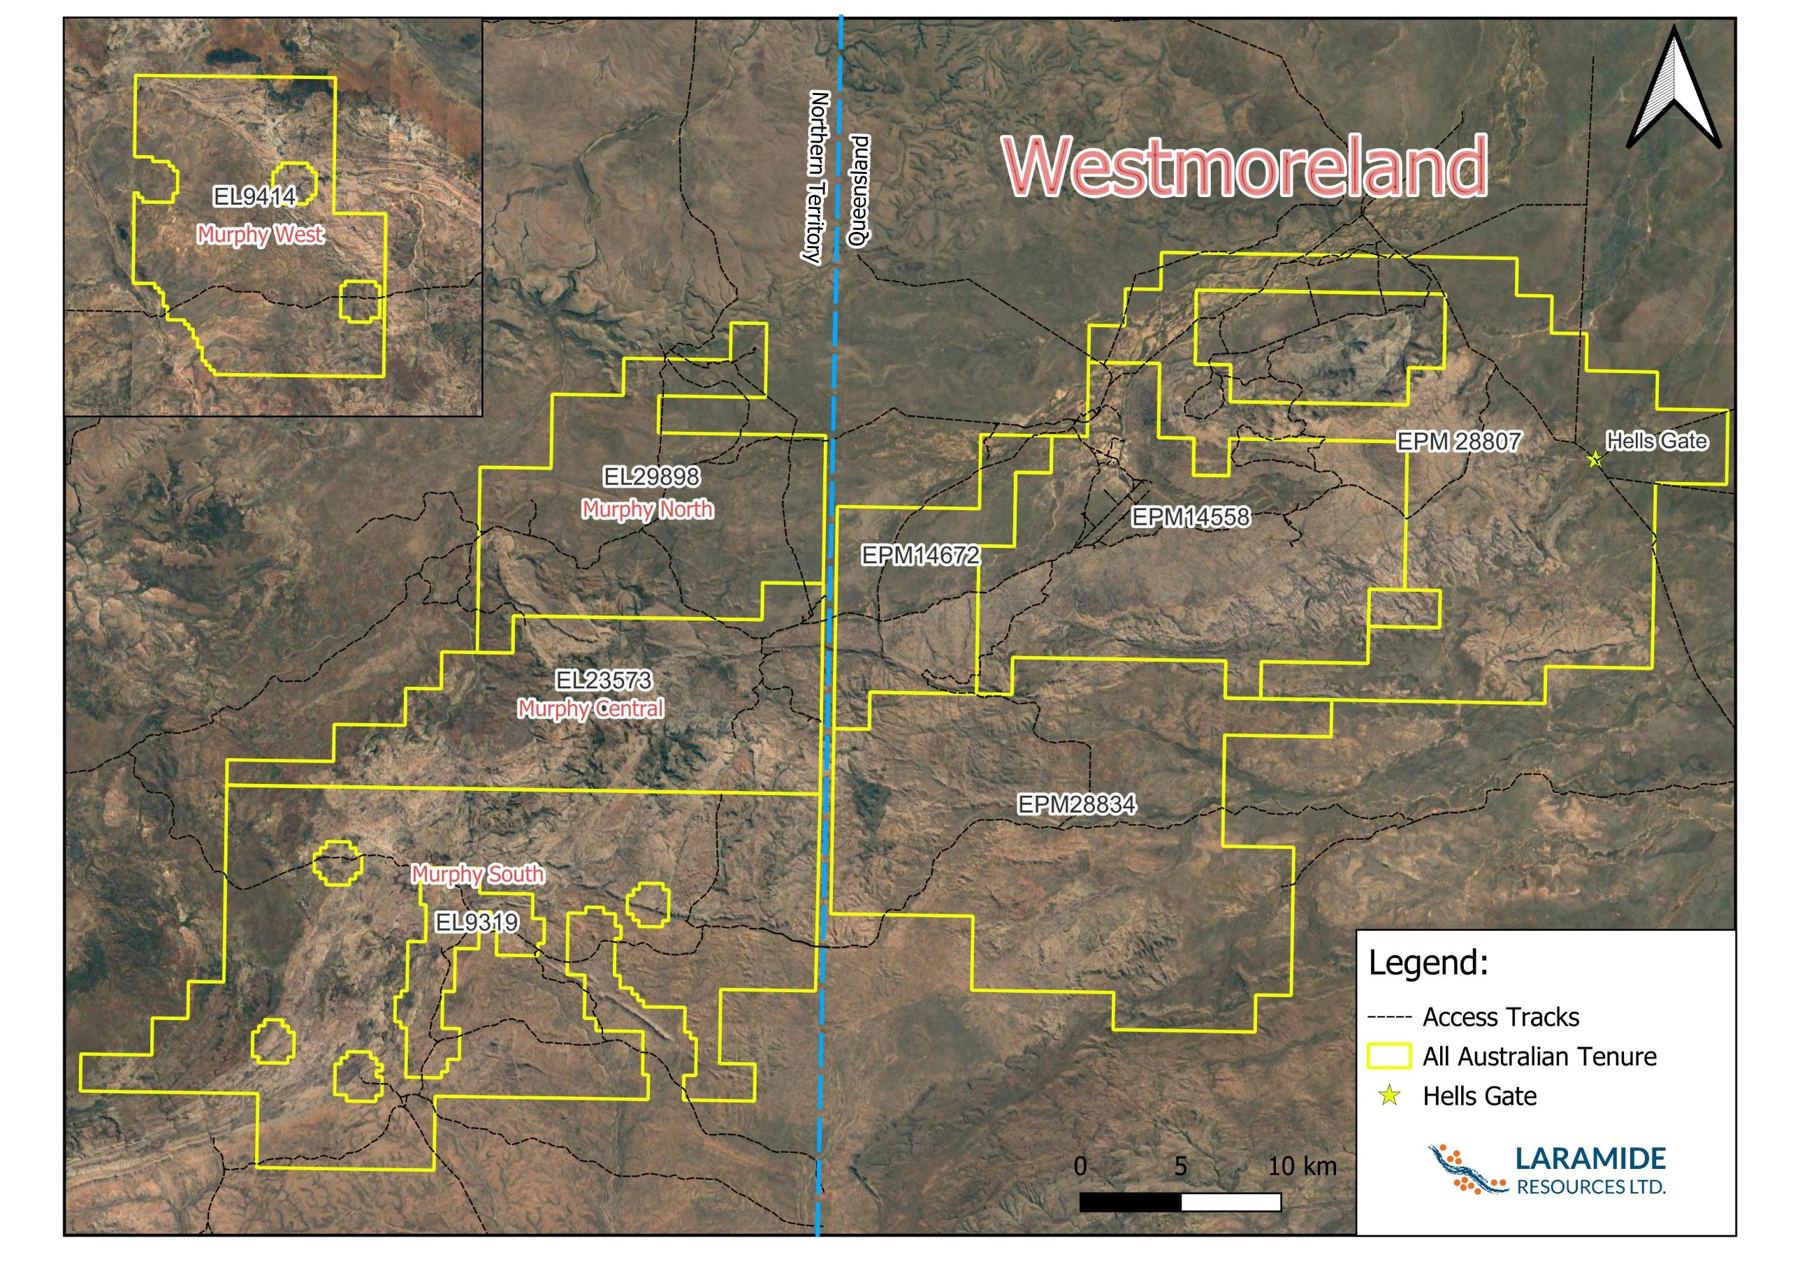 Westmoreland
Northern Territory
Queensland
EL9414
Murphy West
EL29898
Murphy North
EPM 28807
Hells Gate
EPM14558
EPM14672
EL23573
Murphy Central
EPM28834
Murphy South
EL9319
Legend:
Access Tracks
All Australian Tenure
Hells Gate
0 5 10 km
LARAMIDE
RESOURCES LTD.